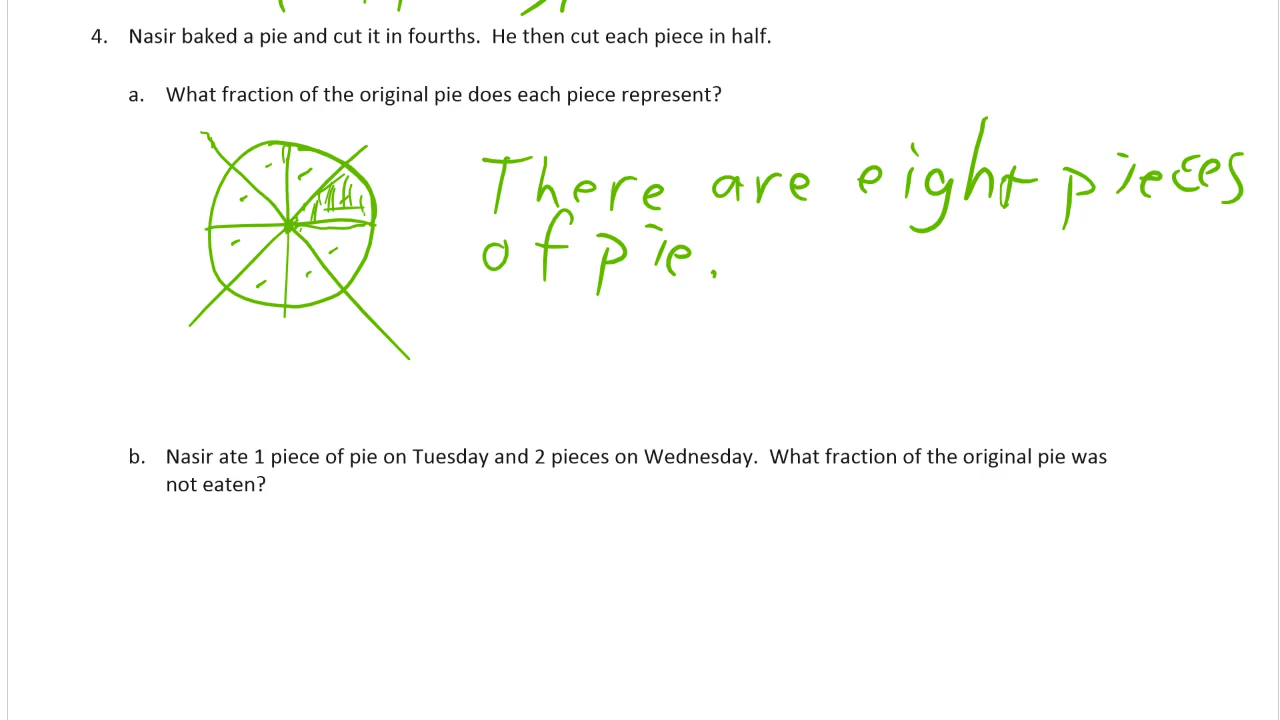 4. Nasir baked a pie and cut it in fourths. He then cut each piece in half.
a. What fraction of the original pie does each piece represent?
There are eight pieces
of pie.
b. Nasir ate 1 piece of pie on Tuesday and 2 pieces on Wednesday. What fraction of the original pie was
not eaten?